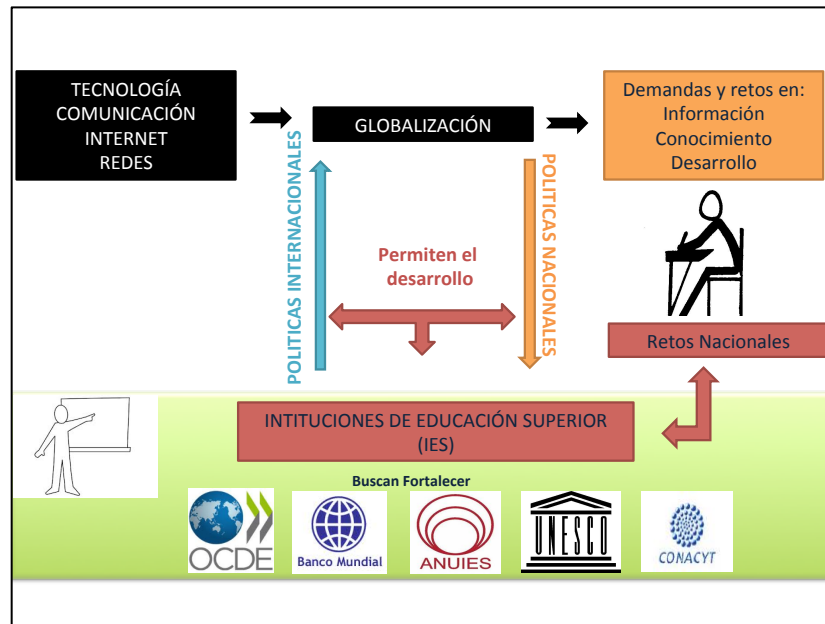 TECNOLOGÍA
COMUNICACIÓN
INTERNET
REDES
GLOBALIZACIÓN
Demandas y retos en:
Información
Conocimiento
Desarrollo
POLITICAS INTERNACIONALES
Permiten el
desarrollo
POLITICAS NACIONALES
Retos Nacionales
INTITUCIONES DE EDUCACIÓN SUPERIOR
(IES)
Buscan Fortalecer
OCDE
Banco Mundial
ANUIES
UNESCO
CONACYT